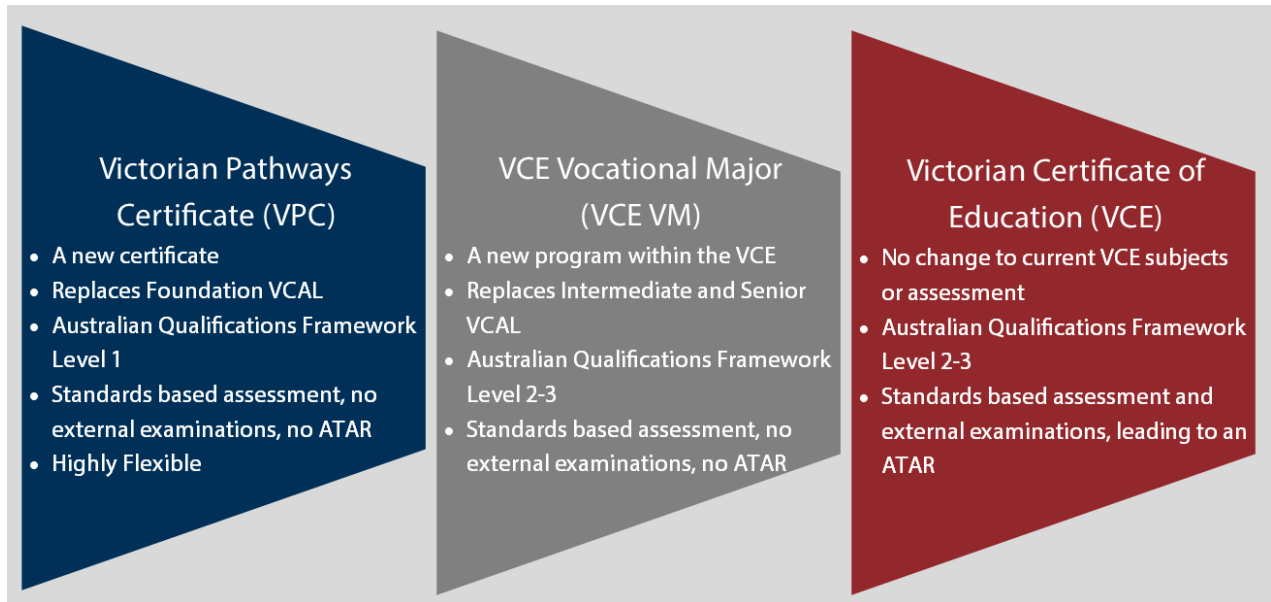 Victorian Pathways
Certificate (VPC)
• A new certificate
• Replaces Foundation VCAL
• Australian Qualifications Framework
Level 1
• Standards based assessment, no
external examinations, no ATAR
• Highly Flexible
VCE Vocational Major
(VCE VM)
• A new program within the VCE
• Replaces Intermediate and Senior
VCAL
• Australian Qualifications Framework
Level 2-3
• Standards based assessment, no
external examinations, no ATAR
Victorian Certificate of
Education (VCE)
• No change to current VCE subjects
or assessment
• Australian Qualifications Framework
Level 2-3
• Standards based assessment and
external examinations, leading to an
ATAR